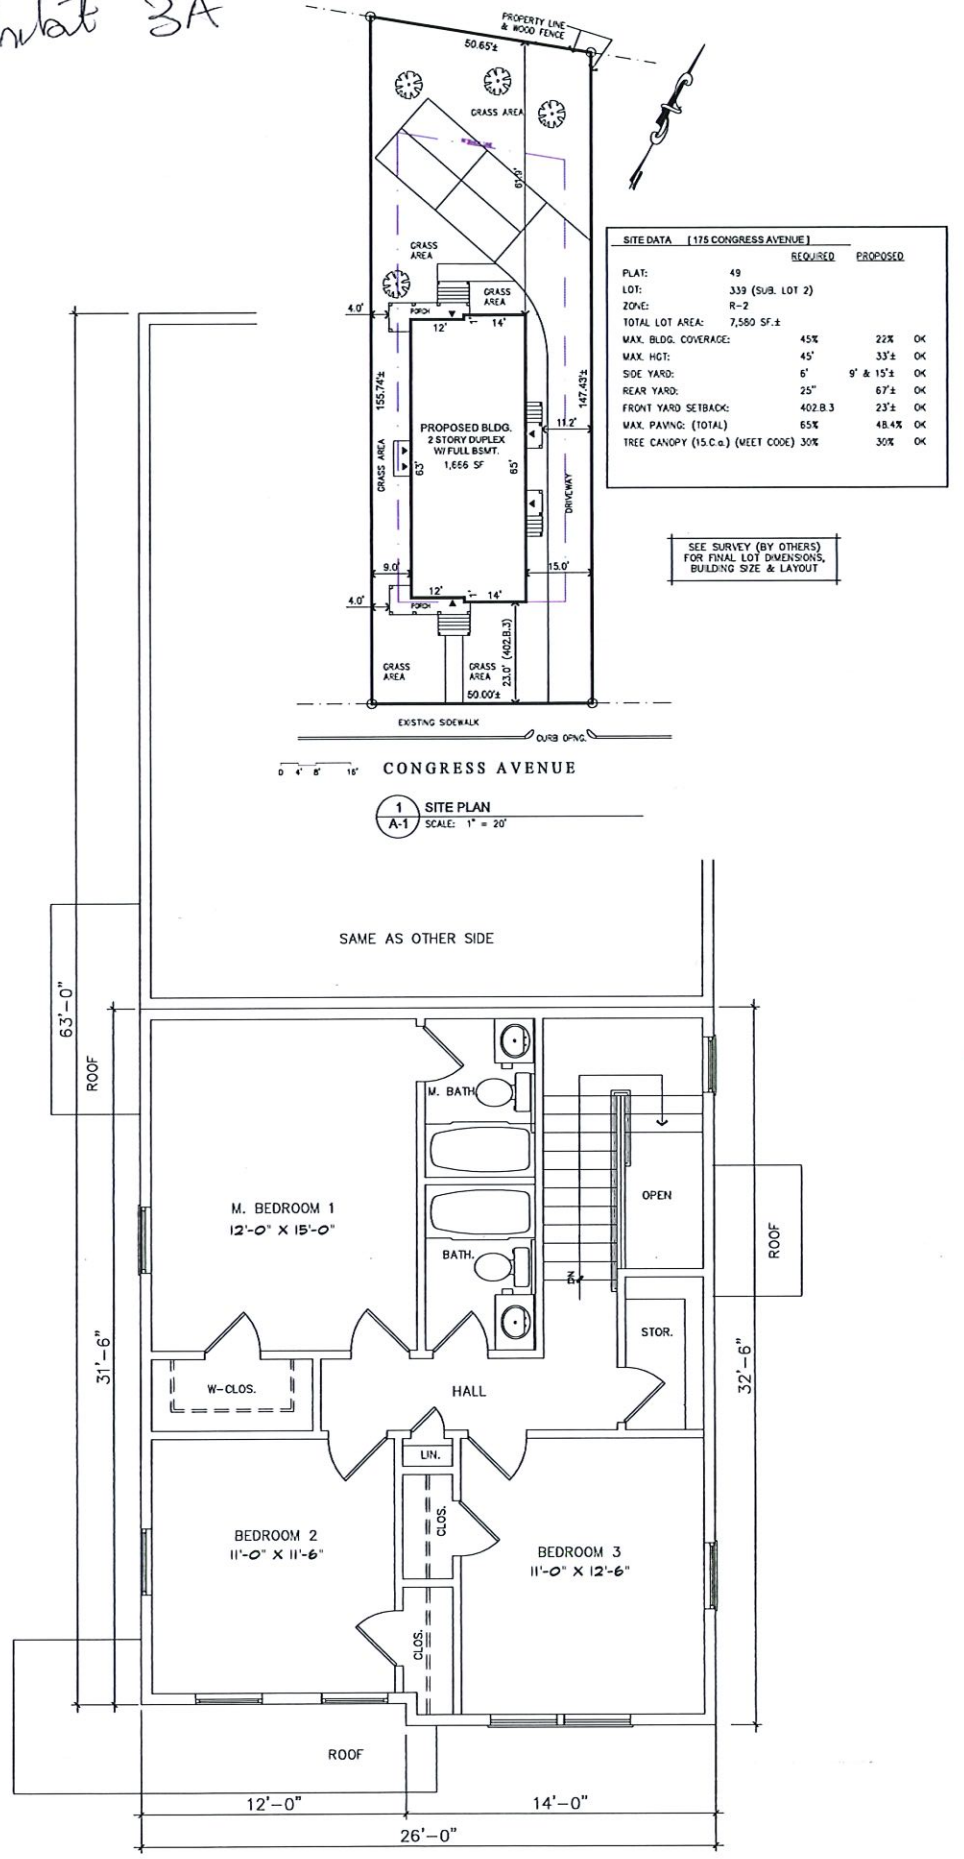 3A
PROPERTY LINE
& WOOD FENCE
50.65'±
GRASS AREA
61.9'
GRASS
AREA
GRASS
AREA
4.0'
PORCH
12'
1'
14'
155.74'±
147.43'±
GRASS AREA
63'
PROPOSED BLDG.
2 STORY DUPLEX
W/ FULL BSMT.
1,666 SF
65'
11.2'
DRIVEWAY
9.0'
15.0'
4.0'
PORCH
12'
1'
14'
23.0' (402.B.3)
GRASS
AREA
GRASS
AREA
50.00'±
EXISTING SIDEWALK
CURB OPNG.
0 4' 8' 16'
CONGRESS AVENUE
1
A-1
SITE PLAN
SCALE: 1" = 20'
SITE DATA [ 175 CONGRESS AVENUE ]
REQUIRED PROPOSED
PLAT: 49
LOT: 339 (SUB. LOT 2)
ZONE: R-2
TOTAL LOT AREA: 7,580 SF.±
MAX. BLDG. COVERAGE: 45% 22% OK
MAX. HGT: 45' 33'± OK
SIDE YARD: 6' 9' & 15'± OK
REAR YARD: 25" 67'± OK
FRONT YARD SETBACK: 402.B.3 23'± OK
MAX. PAVING: (TOTAL) 65% 48.4% OK
TREE CANOPY (15.C.a.) (MEET CODE) 30% 30% OK
SEE SURVEY (BY OTHERS)
FOR FINAL LOT DIMENSIONS,
BUILDING SIZE & LAYOUT
SAME AS OTHER SIDE
63'-0"
ROOF
M. BATH
M. BEDROOM 1
12'-0" X 15'-0"
BATH.
OPEN
ROOF
DN
STOR.
31'-6"
32'-6"
W-CLOS.
HALL
LIN.
CLOS.
BEDROOM 2
11'-0" X 11'-6"
BEDROOM 3
11'-0" X 12'-6"
CLOS.
ROOF
12'-0"
14'-0"
26'-0"